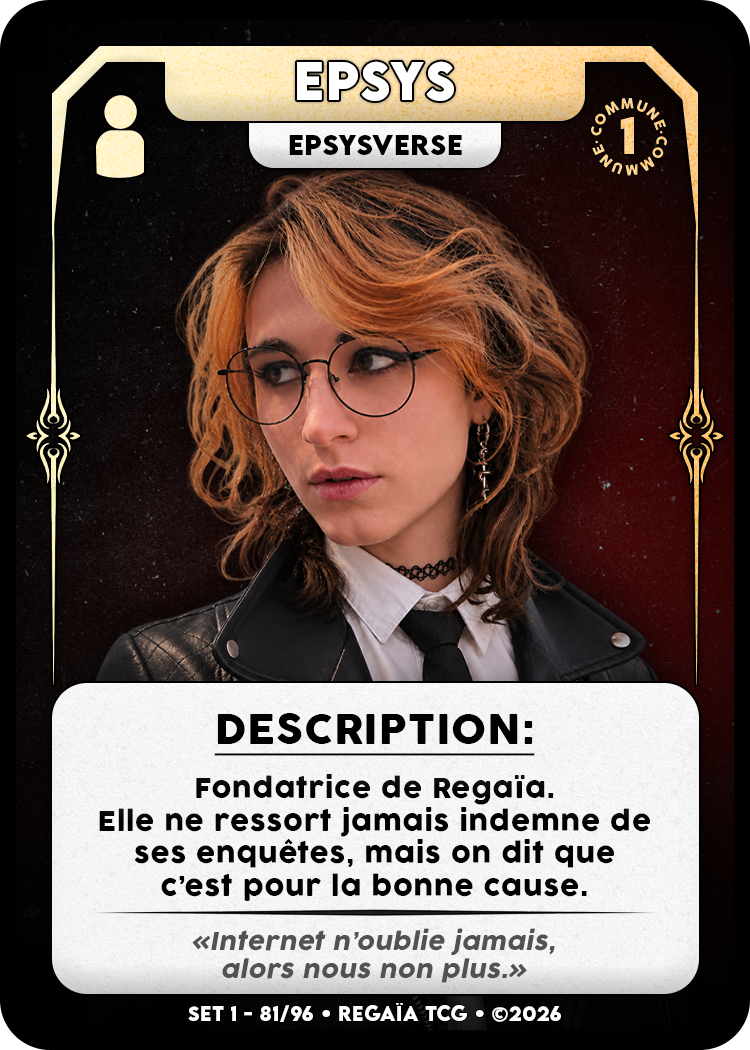 EPSYS
EPSYSVERSE
COMMUNE • COMMUNE •
1
DESCRIPTION:
Fondatrice de Regaïa.
Elle ne ressort jamais indemne de
ses enquêtes, mais on dit que
c’est pour la bonne cause.
«Internet n’oublie jamais,
alors nous non plus.»
SET 1 - 81/96 • REGAÏA TCG • ©2026